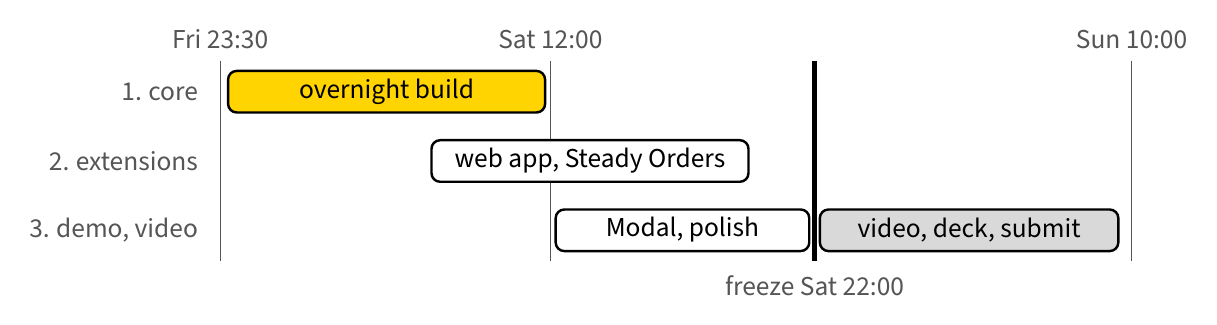 Fri 23:30
Sat 12:00
Sun 10:00
1. core
overnight build
2. extensions
web app, Steady Orders
3. demo, video
Modal, polish
video, deck, submit
freeze Sat 22:00